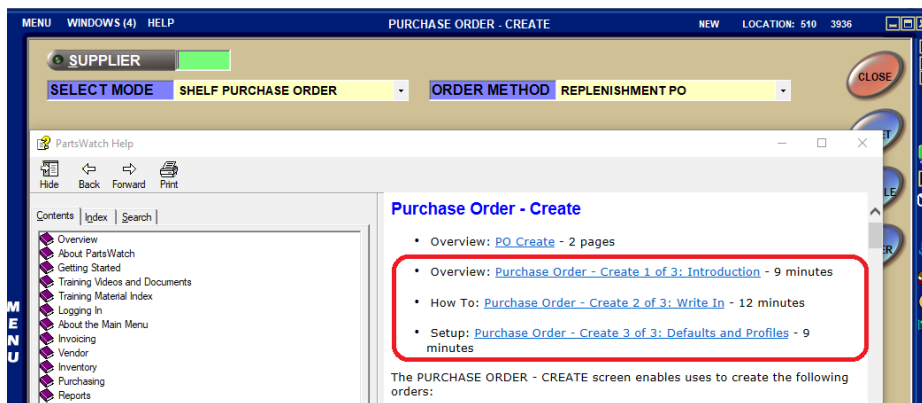 MENU WINDOWS (4) HELP PURCHASE ORDER - CREATE NEW LOCATION: 510 3936
SUPPLIER
SELECT MODE SHELF PURCHASE ORDER ORDER METHOD REPLENISHMENT PO
CLOSE
PartsWatch Help
Hide Back Forward Print
Contents Index Search
Overview
About PartsWatch
Getting Started
Training Videos and Documents
Training Material Index
Logging In
About the Main Menu
Invoicing
Vendor
Inventory
Purchasing
Reports
MENU
Purchase Order - Create
• Overview: PO Create - 2 pages
• Overview: Purchase Order - Create 1 of 3: Introduction - 9 minutes
• How To: Purchase Order - Create 2 of 3: Write In - 12 minutes
• Setup: Purchase Order - Create 3 of 3: Defaults and Profiles - 9
minutes
The PURCHASE ORDER - CREATE screen enables uses to create the following
orders: